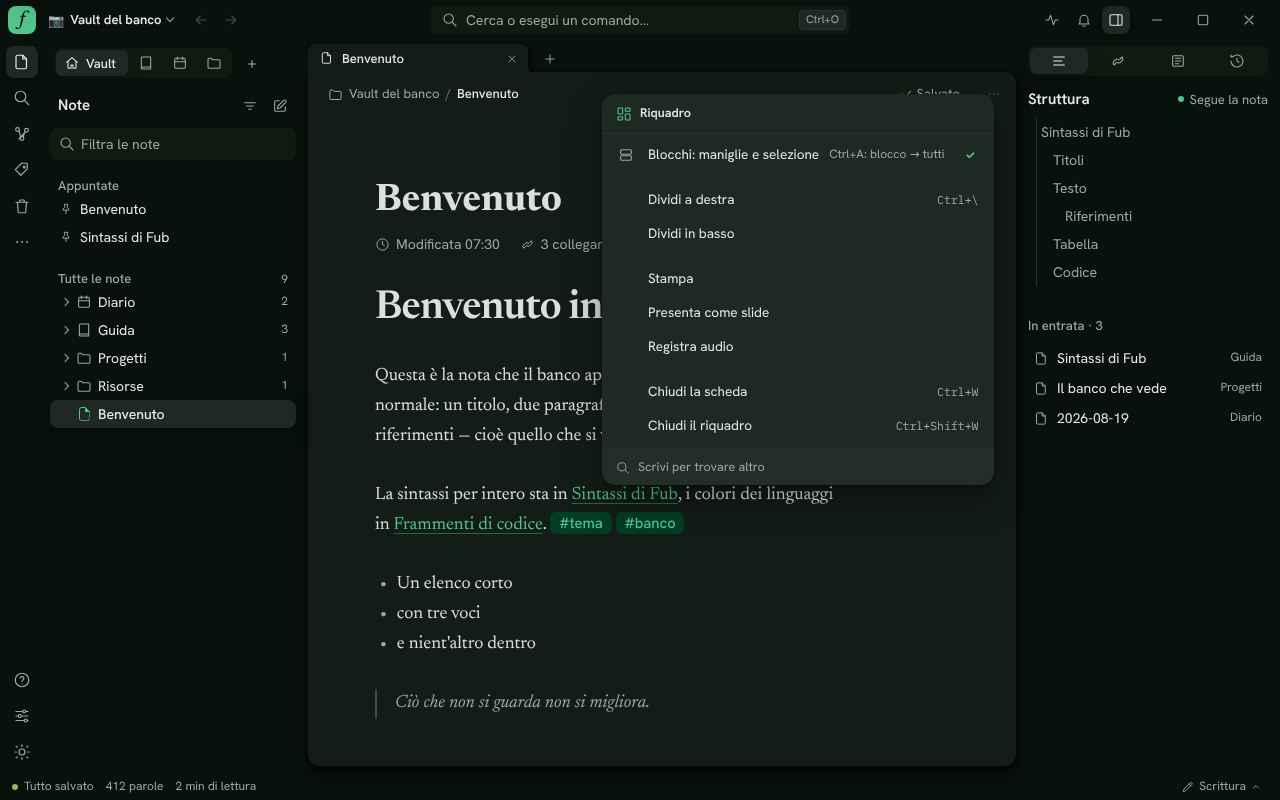 Vault del banco
Cerca o esegui un comando…
Ctrl+O
Vault
Note
Filtra le note
Appuntate
Benvenuto
Sintassi di Fub
Tutte le note 9
Diario 2
Guida 3
Progetti 1
Risorse 1
Benvenuto
Tutto salvato 412 parole 2 min di lettura
Benvenuto
Vault del banco / Benvenuto
Salvato
Benvenuto
Modificata 07:30
Benvenuto in
Questa è la nota che il banco
normale: un titolo, due
riferimenti — cioè quello che si
La sintassi per intero sta in Sintassi di Fub, i colori dei linguaggi
in Frammenti di codice. #tema #banco
Un elenco corto
con tre voci
e nient'altro dentro
Ciò che non si guarda non si migliora.
Riquadro
Blocchi: maniglie e selezione Ctrl+A: blocco → tutti
Dividi a destra Ctrl+\
Dividi in basso
Stampa
Presenta come slide
Registra audio
Chiudi la scheda Ctrl+W
Chiudi il riquadro Ctrl+Shift+W
Scrivi per trovare altro
Struttura
Segue la nota
Sintassi di Fub
Titoli
Testo
Riferimenti
Tabella
Codice
In entrata · 3
Sintassi di Fub Guida
Il banco che vede Progetti
2026-08-19 Diario
Scrittura